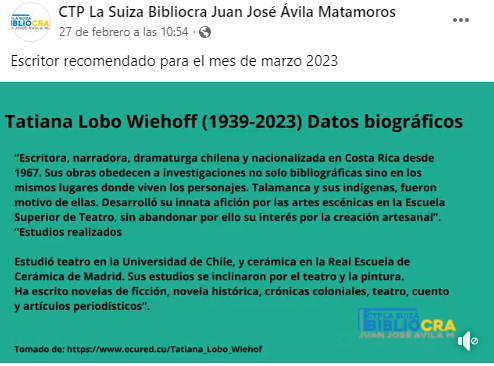 CTP La Suiza Bibliocra Juan José Ávila Matamoros
27 de febrero a las 10:54 ·
Escritor recomendado para el mes de marzo 2023
Tatiana Lobo Wiehoff (1939-2023) Datos biográficos
"Escritora, narradora, dramaturga chilena y nacionalizada en Costa Rica desde
1967. Sus obras obedecen a investigaciones no solo bibliográficas sino en los
mismos lugares donde viven los personajes. Talamanca y sus indígenas, fueron
motivo de ellas. Desarrolló su innata afición por las artes escénicas en la Escuela
Superior de Teatro, sin abandonar por ello su interés por la creación artesanal".
"Estudios realizados
Estudió teatro en la Universidad de Chile, y cerámica en la Real Escuela de
Cerámica de Madrid. Sus estudios se inclinaron por el teatro y la pintura.
Ha escrito novelas de ficción, novela histórica, crónicas coloniales, teatro, cuento
y artículos periodísticos".
CTP LA SUIZA
BIBLIOCRA
JUAN JOSÉ AVILA M
Tomado de: https://www.ecured.cu/Tatiana_Lobo_Wiehof